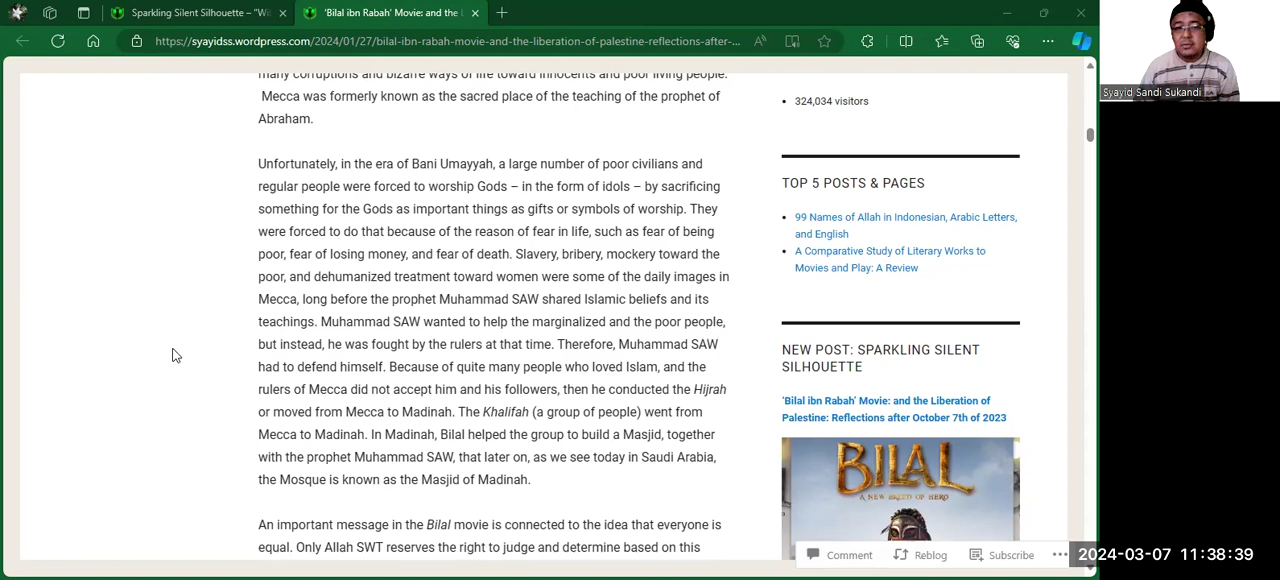 Sparkling Silent Silhouette – "Wi
'Bilal ibn Rabah' Movie: and the L
https://syayidss.wordpress.com/2024/01/27/bilal-ibn-rabah-movie-and-the-liberation-of-palestine-reflections-after-...
many corruptions and bizarre ways of life toward innocents and poor living people.
Mecca was formerly known as the sacred place of the teaching of the prophet of
Abraham.
Unfortunately, in the era of Bani Umayyah, a large number of poor civilians and
regular people were forced to worship Gods – in the form of idols – by sacrificing
something for the Gods as important things as gifts or symbols of worship. They
were forced to do that because of the reason of fear in life, such as fear of being
poor, fear of losing money, and fear of death. Slavery, bribery, mockery toward the
poor, and dehumanized treatment toward women were some of the daily images in
Mecca, long before the prophet Muhammad SAW shared Islamic beliefs and its
teachings. Muhammad SAW wanted to help the marginalized and the poor people,
but instead, he was fought by the rulers at that time. Therefore, Muhammad SAW
had to defend himself. Because of quite many people who loved Islam, and the
rulers of Mecca did not accept him and his followers, then he conducted the Hijrah
or moved from Mecca to Madinah. The Khalifah (a group of people) went from
Mecca to Madinah. In Madinah, Bilal helped the group to build a Masjid, together
with the prophet Muhammad SAW, that later on, as we see today in Saudi Arabia,
the Mosque is known as the Masjid of Madinah.
An important message in the Bilal movie is connected to the idea that everyone is
equal. Only Allah SWT reserves the right to judge and determine based on this
324,034 visitors
TOP 5 POSTS & PAGES
99 Names of Allah in Indonesian, Arabic Letters,
and English
A Comparative Study of Literary Works to
Movies and Play: A Review
NEW POST: SPARKLING SILENT
SILHOUETTE
'Bilal ibn Rabah' Movie: and the Liberation of
Palestine: Reflections after October 7th of 2023
BILAL
A NEW BREED OF HERO
Comment
Reblog
Subscribe
Syayid Sandi Sukandi
2024-03-07 11:38:39